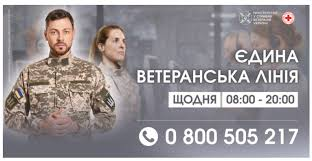 ЄДИНА
ВЕТЕРАНСЬКА ЛІНІЯ
ЩОДНЯ | 08:00 - 20:00
0 800 505 217